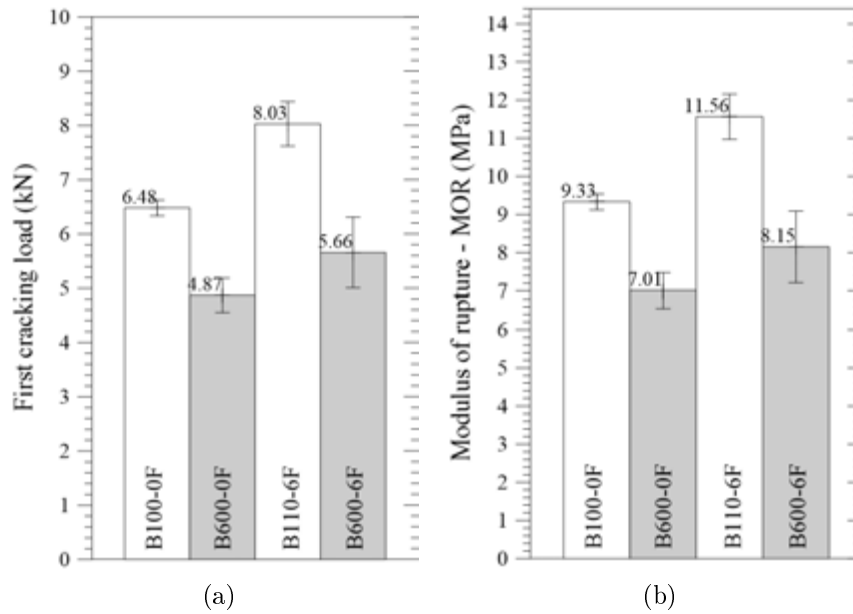 First cracking load (kN)
10
9
8
7
6
5
4
3
2
1
0
6.48
4.87
8.03
5.66
B100-0F
B600-0F
B110-6F
B600-6F
(a)
Modulus of rupture - MOR (MPa)
14
13
12
11
10
9
8
7
6
5
4
3
2
1
0
9.33
7.01
11.56
8.15
B100-0F
B600-0F
B110-6F
B600-6F
(b)